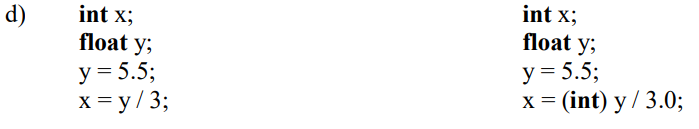 d) int x; int x;
float y; float y;
y = 5.5; y = 5.5;
x = y / 3; x = (int) y / 3.0;